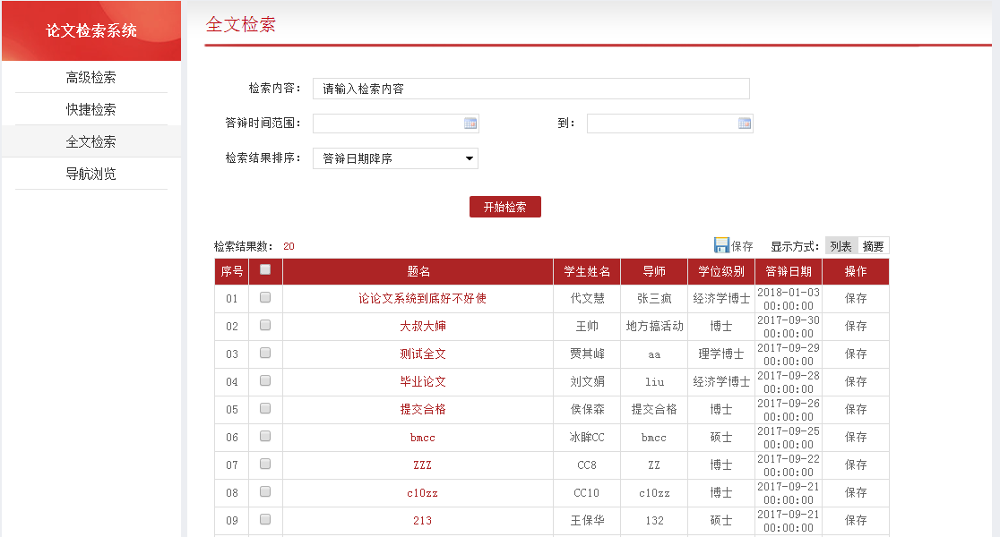 论文检索系统
高级检索
快捷检索
全文检索
导航浏览
全文检索
检索内容： 请输入检索内容
答辩时间范围： 到：
检索结果排序： 答辩日期降序
开始检索
检索结果数： 20 保存 显示方式： 列表 摘要
序号 题名 学生姓名 导师 学位级别 答辩日期 操作
01 论论文系统到底好不好使 代文慧 张三疯 经济学博士 2018-01-03 00:00:00 保存
02 大叔大婶 王帅 地方搞活动 博士 2017-09-30 00:00:00 保存
03 测试全文 贾其峰 aa 理学博士 2017-09-29 00:00:00 保存
04 毕业论文 刘文娟 liu 经济学博士 2017-09-28 00:00:00 保存
05 提交合格 侯保森 提交合格 博士 2017-09-26 00:00:00 保存
06 bmcc 冰眸CC bmcc 硕士 2017-09-25 00:00:00 保存
07 ZZZ CC8 ZZ 博士 2017-09-22 00:00:00 保存
08 c10zz CC10 c10zz 博士 2017-09-21 00:00:00 保存
09 213 王保华 132 硕士 2017-09-21 00:00:00 保存